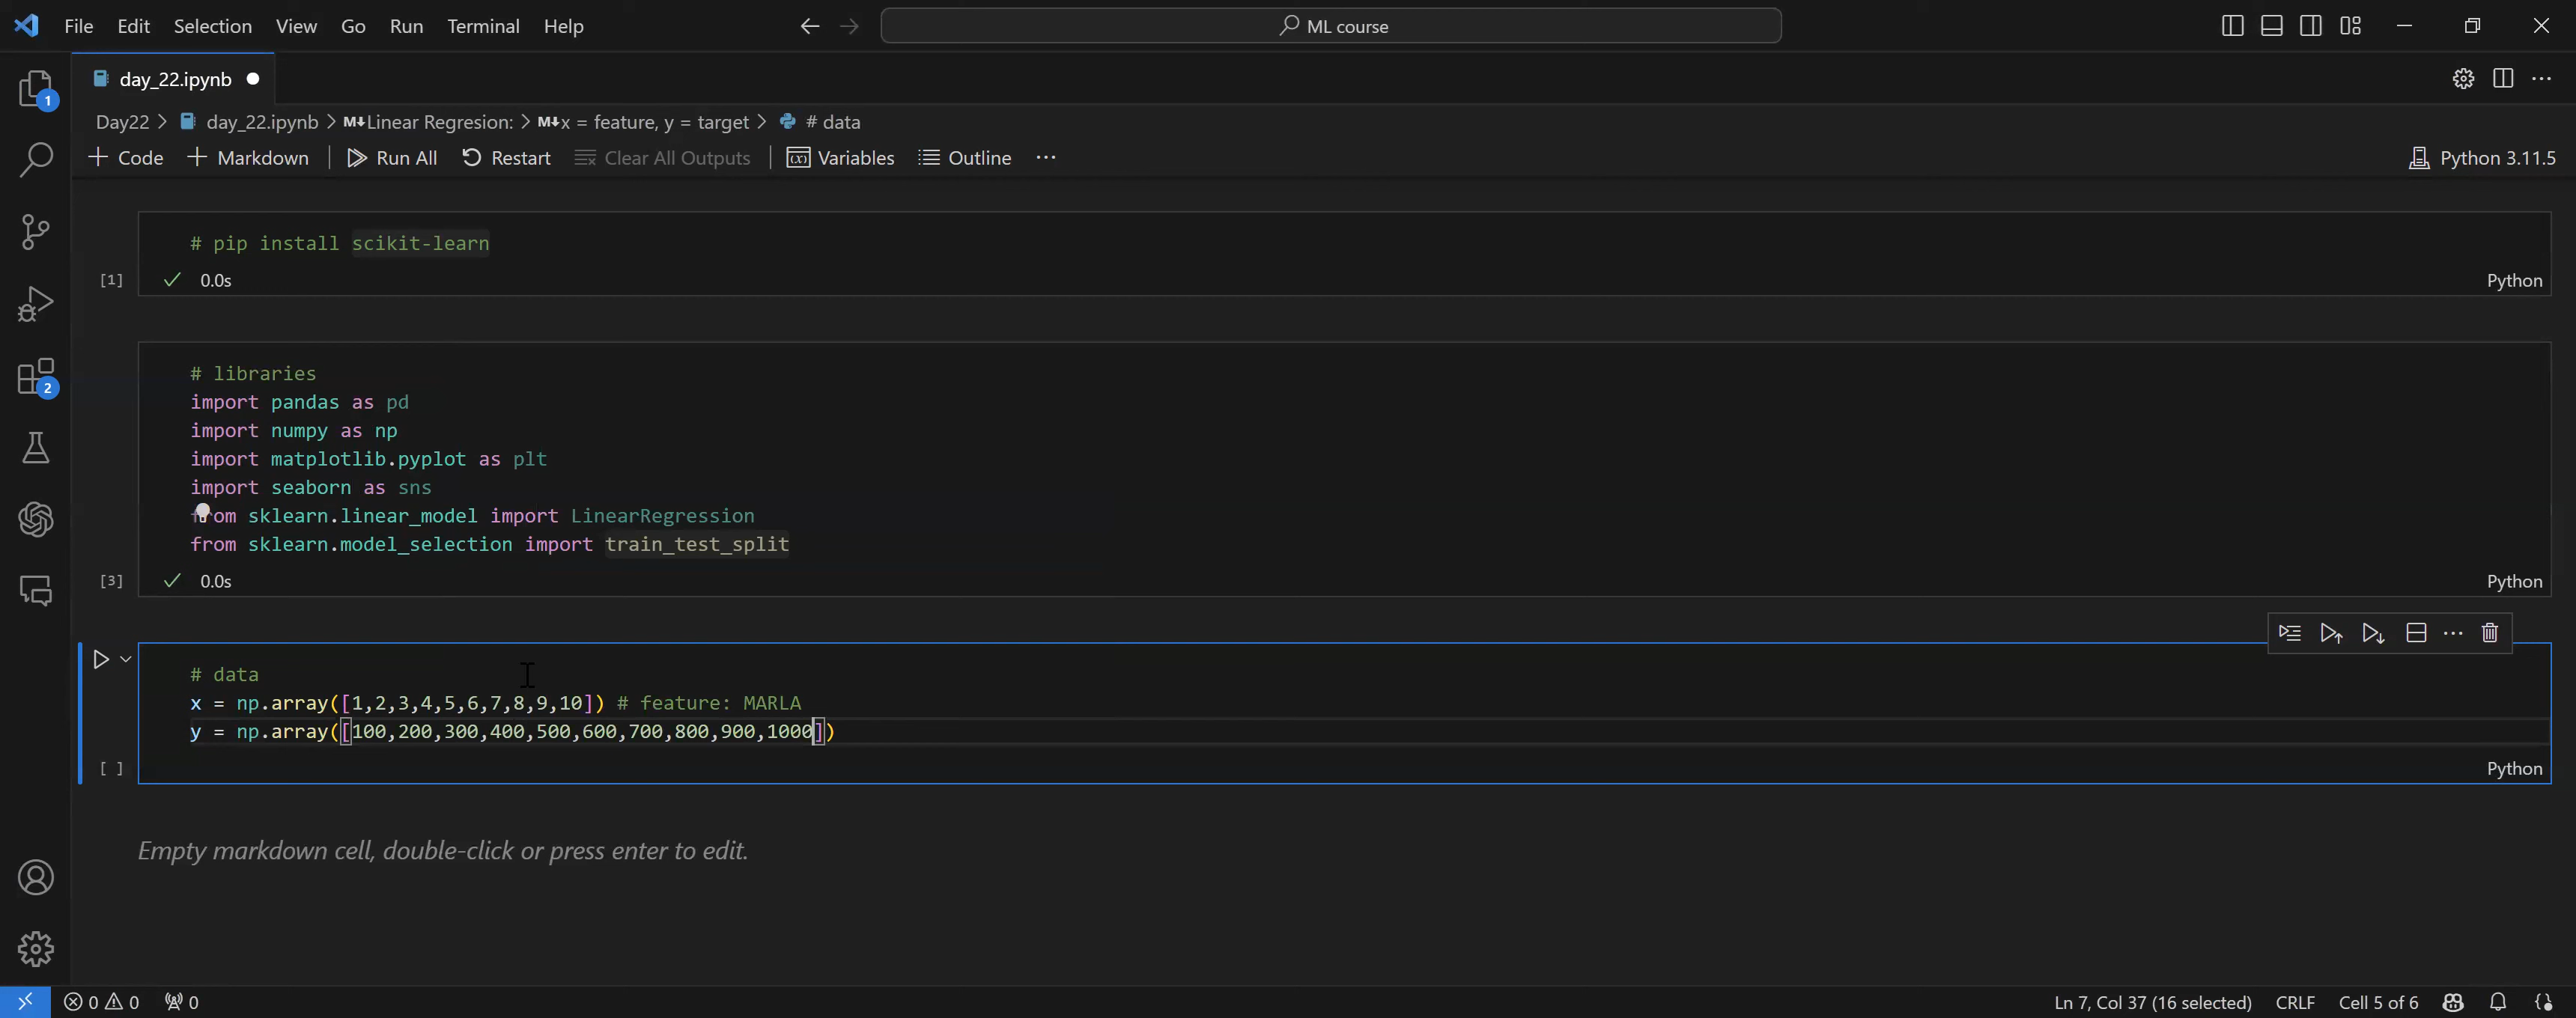 File Edit Selection View Go Run Terminal Help
ML course
day_22.ipynb
Day22 > day_22.ipynb > M↓Linear Regresion: > M↓x = feature, y = target > # data
+ Code + Markdown | Run All Restart Clear All Outputs | Variables Outline ...
Python 3.11.5
1
2
# pip install scikit-learn
[1] ✓ 0.0s
Python
# libraries
import pandas as pd
import numpy as np
import matplotlib.pyplot as plt
import seaborn as sns
from sklearn.linear_model import LinearRegression
from sklearn.model_selection import train_test_split
[3] ✓ 0.0s
Python
# data
x = np.array([1,2,3,4,5,6,7,8,9,10]) # feature: MARLA
y = np.array([100,200,300,400,500,600,700,800,900,1000])
[ ]
Python
Empty markdown cell, double-click or press enter to edit.
0 0 0
Ln 7, Col 37 (16 selected) CRLF Cell 5 of 6